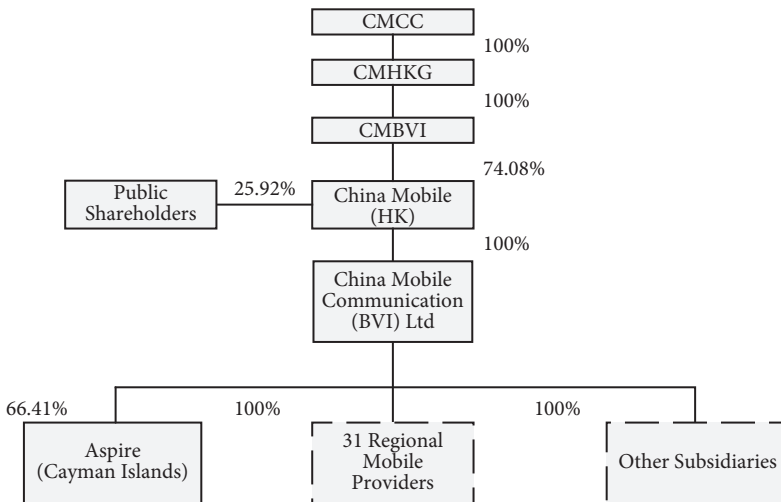 CMCC
100%
CMHKG
100%
CMBVI
74.08%
Public
Shareholders
25.92%
China Mobile
(HK)
100%
China Mobile
Communication
(BVI) Ltd
66.41%
100%
100%
Aspire
(Cayman Islands)
31 Regional
Mobile
Providers
Other Subsidiaries